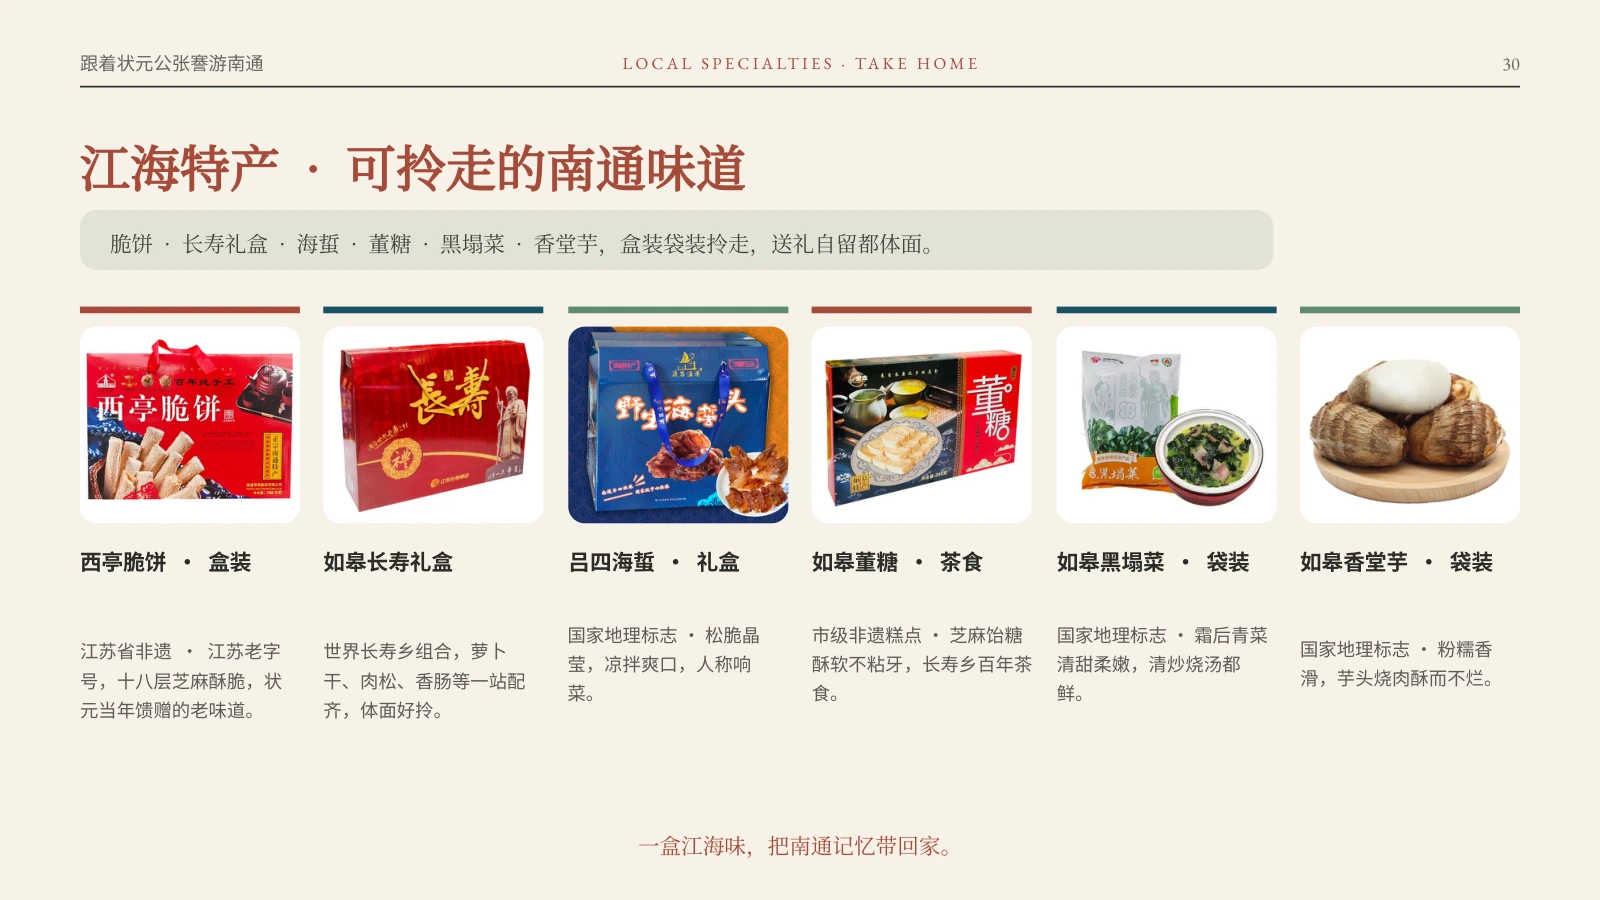 跟着状元公张謇游南通
LOCAL SPECIALTIES · TAKE HOME
30
江海特产 · 可拎走的南通味道
脆饼 · 长寿礼盒 · 海蜇 · 董糖 · 黑塌菜 · 香堂芋，盒装袋装拎走，送礼自留都体面。
百年纯手工
西亭脆饼
正宗南通特产
長壽
野生海蜇头
董糖
黑塌菜
西亭脆饼 · 盒装
如皋长寿礼盒
吕四海蜇 · 礼盒
如皋董糖 · 茶食
如皋黑塌菜 · 袋装
如皋香堂芋 · 袋装
江苏省非遗 · 江苏老字
号，十八层芝麻酥脆，状
元当年馈赠的老味道。
世界长寿乡组合，萝卜
干、肉松、香肠等一站配
齐，体面好拎。
国家地理标志 · 松脆晶
莹，凉拌爽口，人称响
菜。
市级非遗糕点 · 芝麻饴糖
酥软不粘牙，长寿乡百年茶
食。
国家地理标志 · 霜后青菜
清甜柔嫩，清炒烧汤都
鲜。
国家地理标志 · 粉糯香
滑，芋头烧肉酥而不烂。
一盒江海味，把南通记忆带回家。